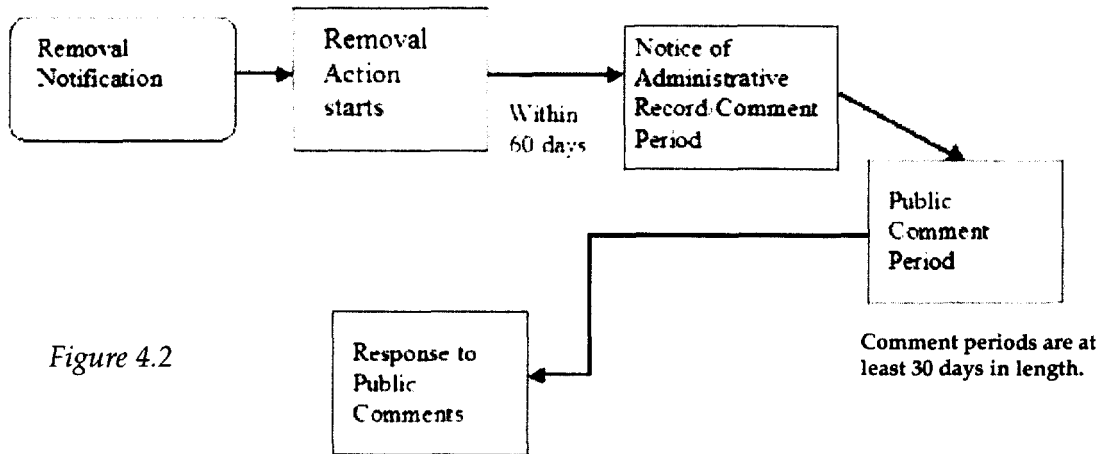 Removal
Notification
Removal
Action
starts
Within
60 days
Notice of
Administrative
Record/Comment
Period
Public
Comment
Period
Comment periods are at
least 30 days in length.
Response to
Public
Comments
Figure 4.2